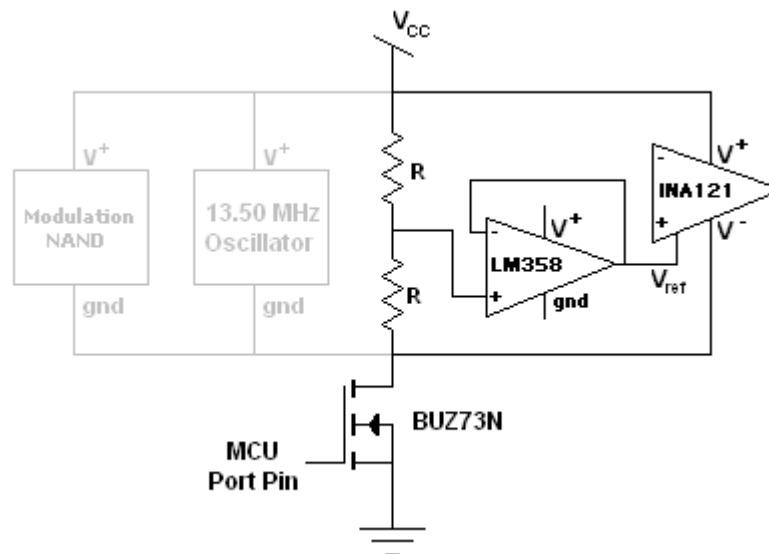 VCC
V+
V+
V+
Modulation
NAND
13.50 MHz
Oscillator
R
-
INA121
+
V-
-
V+
LM358
+
gnd
Vref
gnd
gnd
R
BUZ73N
MCU
Port Pin